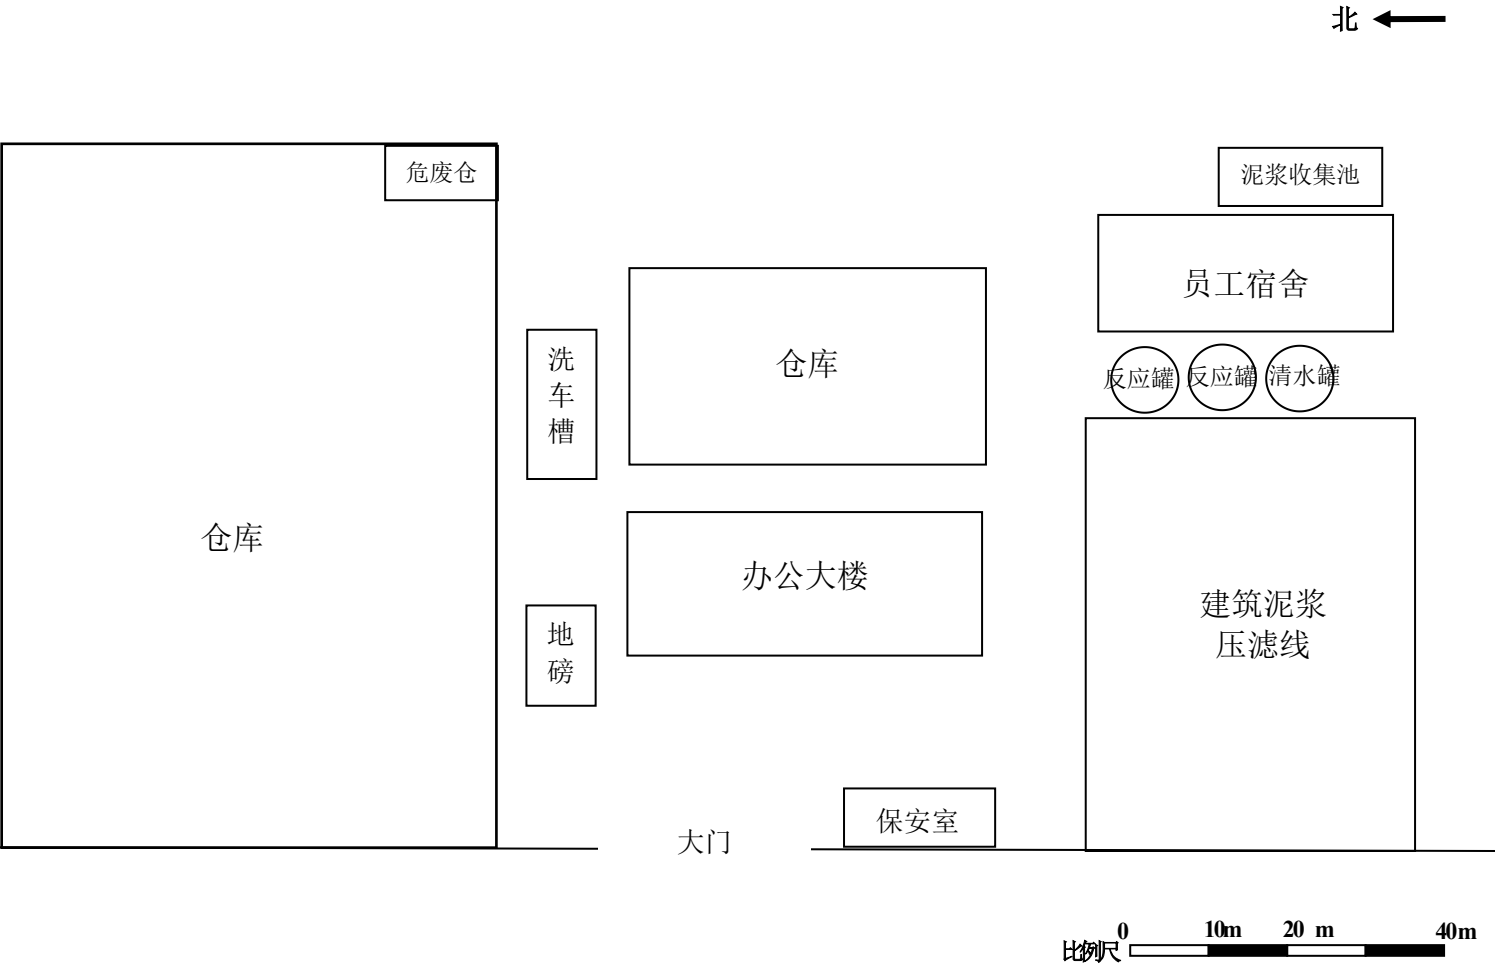 北
危废仓
泥浆收集池
员工宿舍
洗
车
槽
仓库
反应罐
反应罐
清水罐
仓库
办公大楼
建筑泥浆
压滤线
地
磅
保安室
大门
比例尺
0
10m
20 m
40m